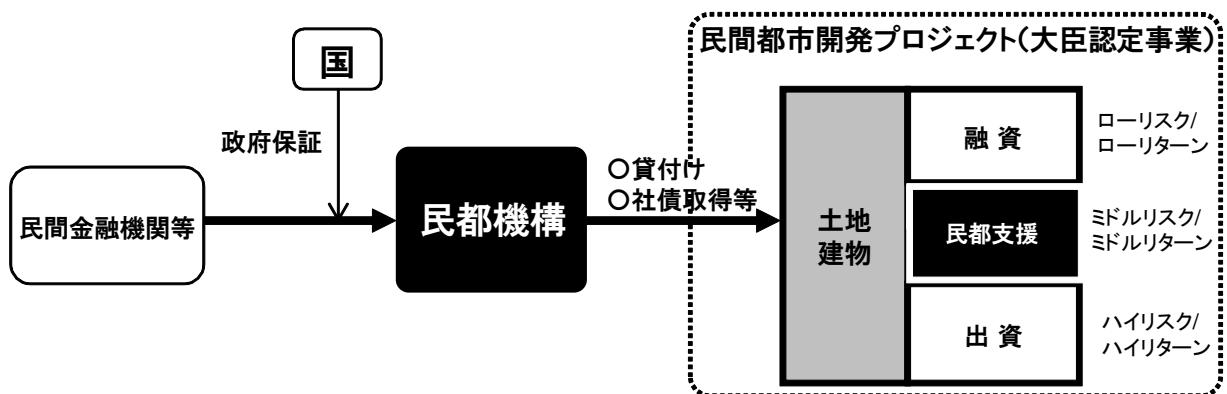 国
政府保証
民間金融機関等
民都機構
○貸付け
○社債取得等
民間都市開発プロジェクト(大臣認定事業)
土地
建物
融 資
ローリスク/
ローリターン
民都支援
ミドルリスク/
ミドルリターン
出 資
ハイリスク/
ハイリターン